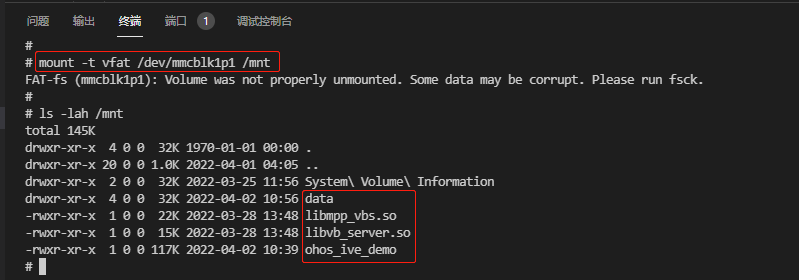 问题 输出 终端 端口 1 调试控制台
#
# mount -t vfat /dev/mmcblk1p1 /mnt
FAT-fs (mmcblk1p1): Volume was not properly unmounted. Some data may be corrupt. Please run fsck.
#
# ls -lah /mnt
total 145K
drwxr-xr-x  4 0 0  32K 1970-01-01 00:00 .
drwxr-xr-x 20 0 0 1.0K 2022-04-01 04:05 ..
drwxr-xr-x  2 0 0  32K 2022-03-25 11:56 System\ Volume\ Information
drwxr-xr-x  4 0 0  32K 2022-04-02 10:56 data
-rwxr-xr-x  1 0 0  22K 2022-03-28 13:48 libmpp_vbs.so
-rwxr-xr-x  1 0 0  15K 2022-03-28 13:48 libvb_server.so
-rwxr-xr-x  1 0 0 117K 2022-04-02 10:39 ohos_ive_demo
#